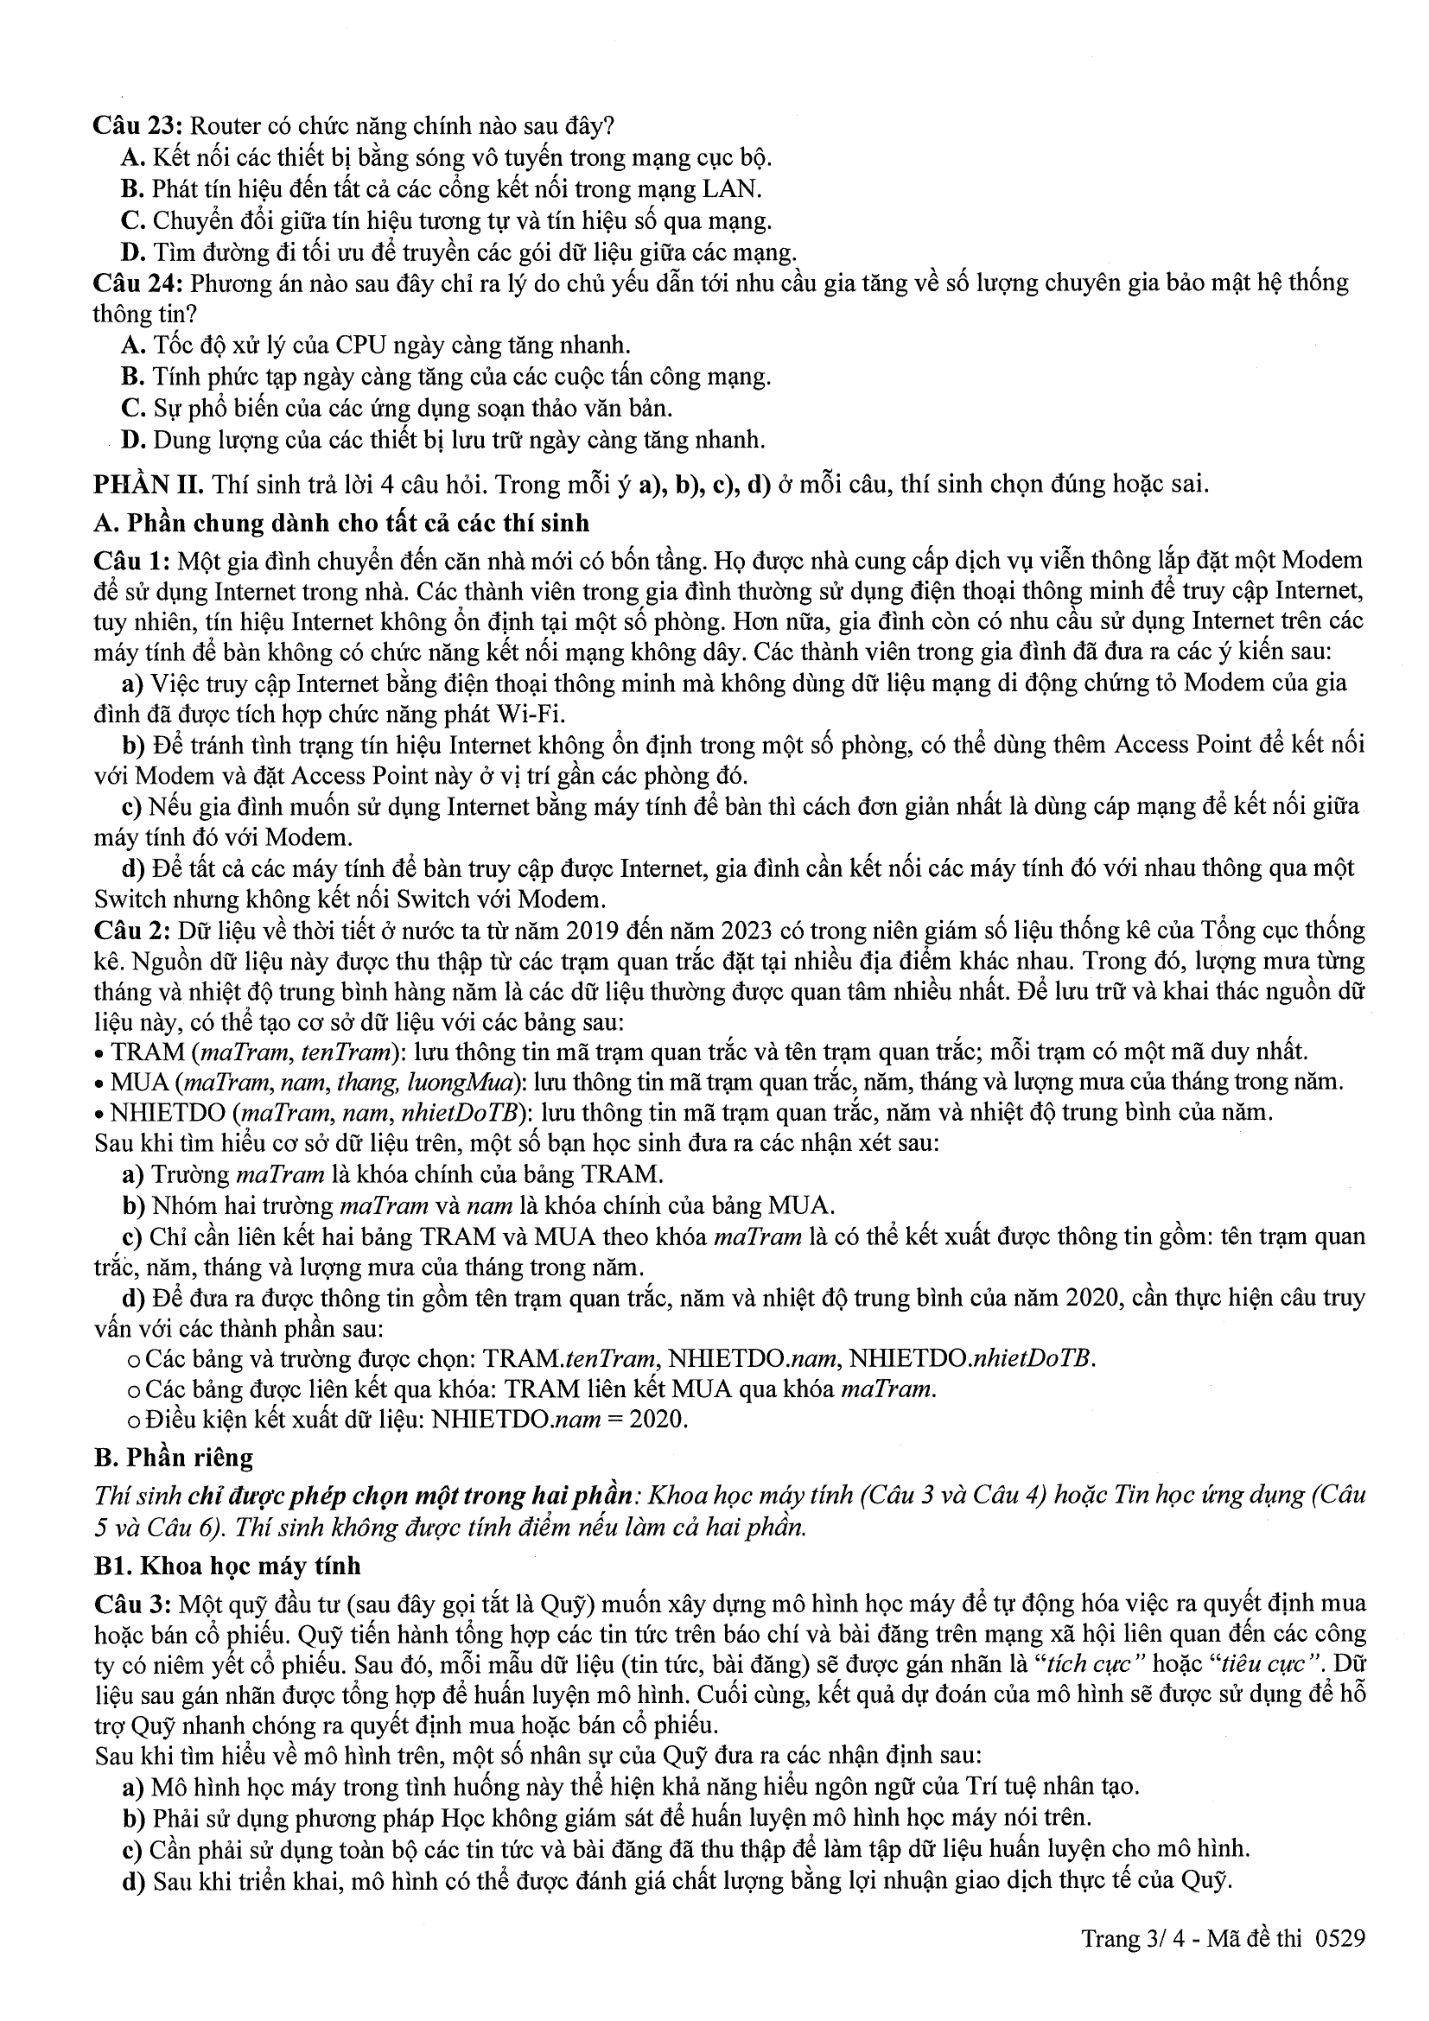 Câu 23: Router có chức năng chính nào sau đây?
A. Kết nối các thiết bị bằng sóng vô tuyến trong mạng cục bộ.
B. Phát tín hiệu đến tất cả các cổng kết nối trong mạng LAN.
C. Chuyển đổi giữa tín hiệu tương tự và tín hiệu số qua mạng.
D. Tìm đường đi tối ưu để truyền các gói dữ liệu giữa các mạng.
Câu 24: Phương án nào sau đây chỉ ra lý do chủ yếu dẫn tới nhu cầu gia tăng về số lượng chuyên gia bảo mật hệ thống
thông tin?
A. Tốc độ xử lý của CPU ngày càng tăng nhanh.
B. Tính phức tạp ngày càng tăng của các cuộc tấn công mạng.
C. Sự phổ biến của các ứng dụng soạn thảo văn bản.
D. Dung lượng của các thiết bị lưu trữ ngày càng tăng nhanh.
PHẦN II. Thí sinh trả lời 4 câu hỏi. Trong mỗi ý a), b), c), d) ở mỗi câu, thí sinh chọn đúng hoặc sai.
A. Phần chung dành cho tất cả các thí sinh
Câu 1: Một gia đình chuyển đến căn nhà mới có bốn tầng. Họ được nhà cung cấp dịch vụ viễn thông lắp đặt một Modem
để sử dụng Internet trong nhà. Các thành viên trong gia đình thường sử dụng điện thoại thông minh để truy cập Internet,
tuy nhiên, tín hiệu Internet không ổn định tại một số phòng. Hơn nữa, gia đình còn có nhu cầu sử dụng Internet trên các
máy tính để bàn không có chức năng kết nối mạng không dây. Các thành viên trong gia đình đã đưa ra các ý kiến sau:
a) Việc truy cập Internet bằng điện thoại thông minh mà không dùng dữ liệu mạng di động chứng tỏ Modem của gia
đình đã được tích hợp chức năng phát Wi-Fi.
b) Để tránh tình trạng tín hiệu Internet không ổn định trong một số phòng, có thể dùng thêm Access Point để kết nối
với Modem và đặt Access Point này ở vị trí gần các phòng đó.
c) Nếu gia đình muốn sử dụng Internet bằng máy tính để bàn thì cách đơn giản nhất là dùng cáp mạng để kết nối giữa
máy tính đó với Modem.
d) Để tất cả các máy tính để bàn truy cập được Internet, gia đình cần kết nối các máy tính đó với nhau thông qua một
Switch nhưng không kết nối Switch với Modem.
Câu 2: Dữ liệu về thời tiết ở nước ta từ năm 2019 đến năm 2023 có trong niên giám số liệu thống kê của Tổng cục thống
kê. Nguồn dữ liệu này được thu thập từ các trạm quan trắc đặt tại nhiều địa điểm khác nhau. Trong đó, lượng mưa từng
tháng và nhiệt độ trung bình hàng năm là các dữ liệu thường được quan tâm nhiều nhất. Để lưu trữ và khai thác nguồn dữ
liệu này, có thể tạo cơ sở dữ liệu với các bảng sau:
• TRAM (maTram, tenTram): lưu thông tin mã trạm quan trắc và tên trạm quan trắc; mỗi trạm có một mã duy nhất.
• MUA (maTram, nam, thang, luongMua): lưu thông tin mã trạm quan trắc, năm, tháng và lượng mưa của tháng trong năm.
• NHIETDO (maTram, nam, nhietDoTB): lưu thông tin mã trạm quan trắc, năm và nhiệt độ trung bình của năm.
Sau khi tìm hiểu cơ sở dữ liệu trên, một số bạn học sinh đưa ra các nhận xét sau:
a) Trường maTram là khóa chính của bảng TRAM.
b) Nhóm hai trường maTram và nam là khóa chính của bảng MUA.
c) Chỉ cần liên kết hai bảng TRAM và MUA theo khóa maTram là có thể kết xuất được thông tin gồm: tên trạm quan
trắc, năm, tháng và lượng mưa của tháng trong năm.
d) Để đưa ra được thông tin gồm tên trạm quan trắc, năm và nhiệt độ trung bình của năm 2020, cần thực hiện câu truy
vấn với các thành phần sau:
○ Các bảng và trường được chọn: TRAM.tenTram, NHIETDO.nam, NHIETDO.nhietDoTB.
○ Các bảng được liên kết qua khóa: TRAM liên kết MUA qua khóa maTram.
○ Điều kiện kết xuất dữ liệu: NHIETDO.nam = 2020.
B. Phần riêng
Thí sinh chỉ được phép chọn một trong hai phần: Khoa học máy tính (Câu 3 và Câu 4) hoặc Tin học ứng dụng (Câu
5 và Câu 6). Thí sinh không được tính điểm nếu làm cả hai phần.
B1. Khoa học máy tính
Câu 3: Một quỹ đầu tư (sau đây gọi tắt là Quỹ) muốn xây dựng mô hình học máy để tự động hóa việc ra quyết định mua
hoặc bán cổ phiếu. Quỹ tiến hành tổng hợp các tin tức trên báo chí và bài đăng trên mạng xã hội liên quan đến các công
ty có niêm yết cổ phiếu. Sau đó, mỗi mẫu dữ liệu (tin tức, bài đăng) sẽ được gán nhãn là “tích cực” hoặc “tiêu cực”. Dữ
liệu sau gán nhãn được tổng hợp để huấn luyện mô hình. Cuối cùng, kết quả dự đoán của mô hình sẽ được sử dụng để hỗ
trợ Quỹ nhanh chóng ra quyết định mua hoặc bán cổ phiếu.
Sau khi tìm hiểu về mô hình trên, một số nhân sự của Quỹ đưa ra các nhận định sau:
a) Mô hình học máy trong tình huống này thể hiện khả năng hiểu ngôn ngữ của Trí tuệ nhân tạo.
b) Phải sử dụng phương pháp Học không giám sát để huấn luyện mô hình học máy nói trên.
c) Cần phải sử dụng toàn bộ các tin tức và bài đăng đã thu thập để làm tập dữ liệu huấn luyện cho mô hình.
d) Sau khi triển khai, mô hình có thể được đánh giá chất lượng bằng lợi nhuận giao dịch thực tế của Quỹ.
Trang 3/ 4 - Mã đề thi 0529